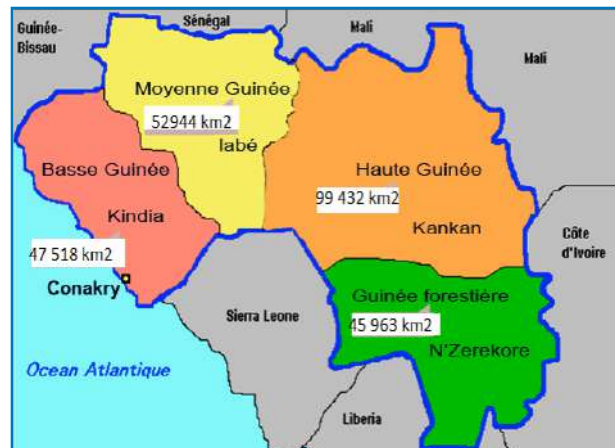 Guinée-
Bissau
Sénégal
Mali
Mali
Moyenne Guinée
52944 km2
labé
Basse Guinée
Haute Guinée
99 432 km2
Kindia
Kankan
47 518 km2
Conakry
Côte
d'Ivoire
Guinée forestière
45 963 km2
Sierra Leone
N'Zerekore
Ocean Atlantique
Liberia